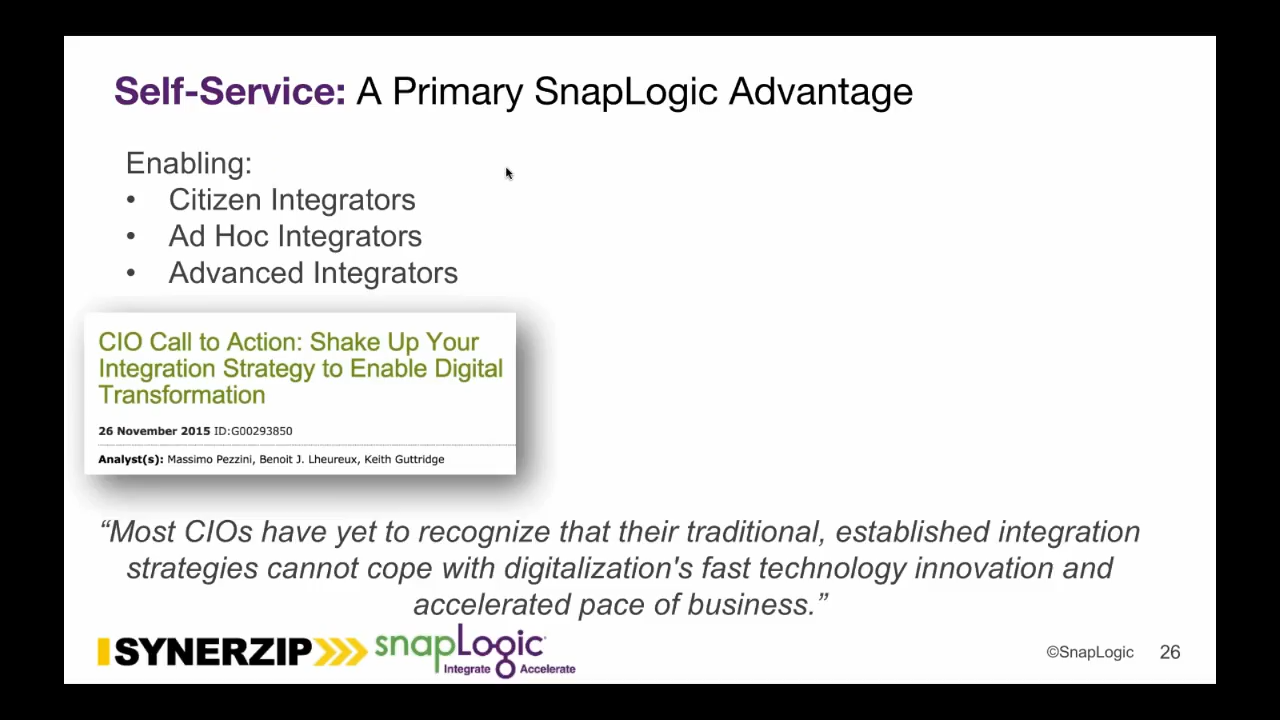 Self-Service: A Primary SnapLogic Advantage
Enabling:
• Citizen Integrators
• Ad Hoc Integrators
• Advanced Integrators
CIO Call to Action: Shake Up Your
Integration Strategy to Enable Digital
Transformation
26 November 2015 ID:G00293850
Analyst(s): Massimo Pezzini, Benoit J. Lheureux, Keith Guttridge
“Most CIOs have yet to recognize that their traditional, established integration
strategies cannot cope with digitalization's fast technology innovation and
accelerated pace of business.”
SYNERZIP
snapLogic
Integrate Accelerate
©SnapLogic 26